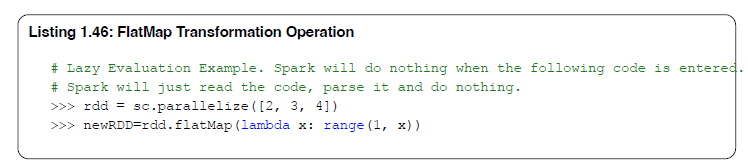 Listing 1.46: FlatMap Transformation Operation
# Lazy Evaluation Example. Spark will do nothing when the following code is entered.
# Spark will just read the code, parse it and do nothing.
>>> rdd = sc.parallelize([2, 3, 4])
>>> newRDD=rdd.flatMap(lambda x: range(1, x))